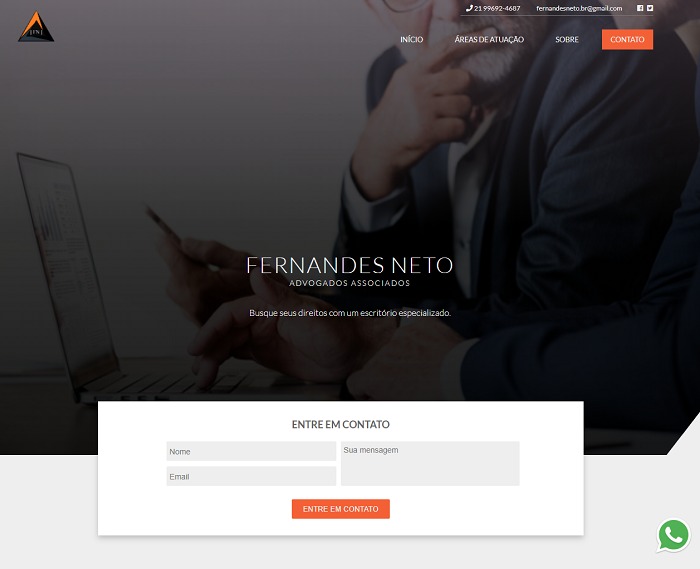 21 99692-4687 fernandesneto.br@gmail.com
INÍCIO ÁREAS DE ATUAÇÃO SOBRE CONTATO
FERNANDES NETO
ADVOGADOS ASSOCIADOS
Busque seus direitos com um escritório especializado.
ENTRE EM CONTATO
Nome
Sua mensagem
Email
ENTRE EM CONTATO